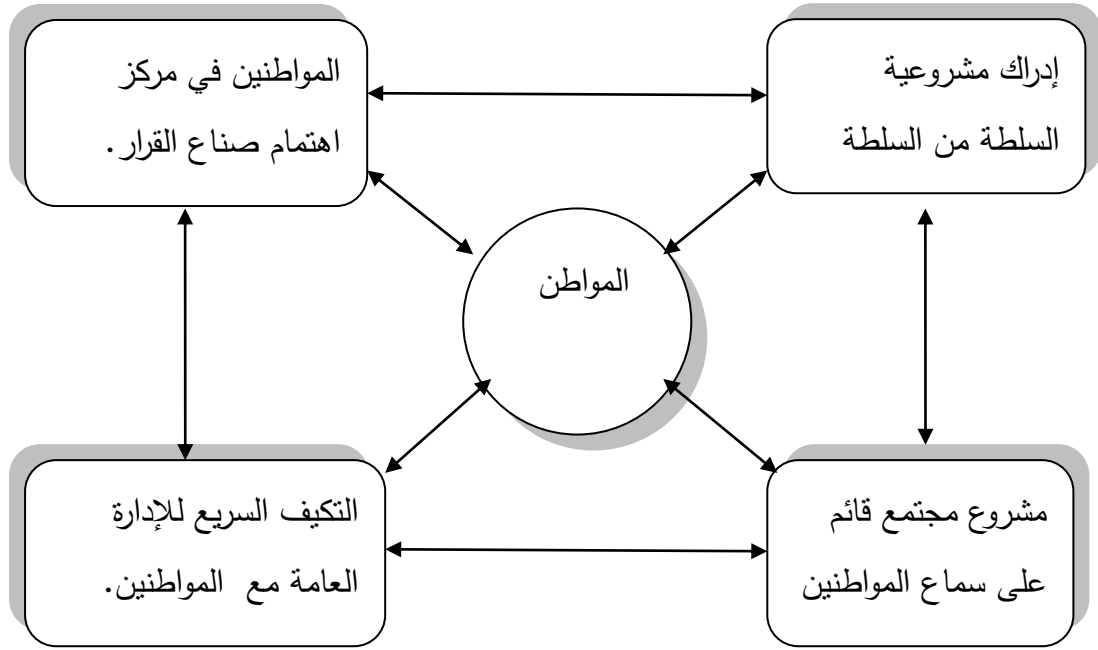 إدراك مشروعية
السلطة من السلطة
المواطنين في مركز
اهتمام صناع القرار.
المواطن
مشروع مجتمع قائم
على سماع المواطنين
التكيف السريع للإدارة
العامة مع المواطنين.